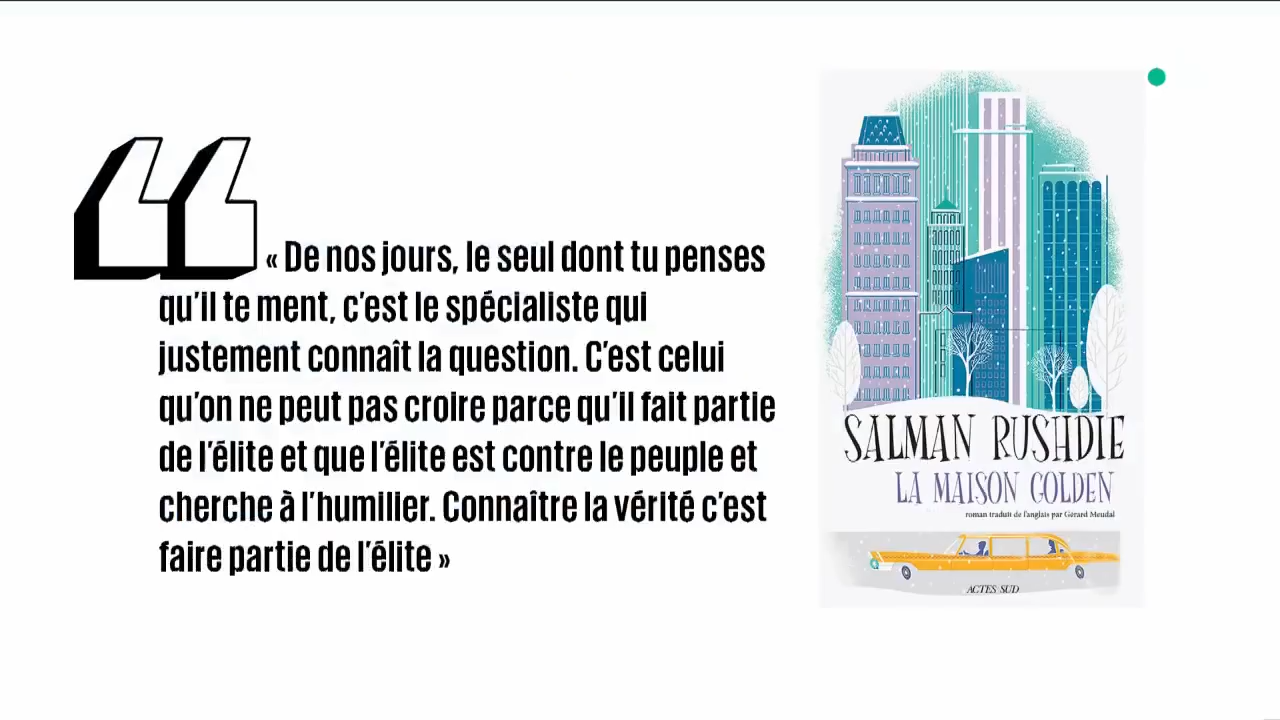 « De nos jours, le seul dont tu penses
qu'il te ment, c'est le spécialiste qui
justement connaît la question. C'est celui
qu'on ne peut pas croire parce qu'il fait partie
de l'élite et que l'élite est contre le peuple et
cherche à l'humilier. Connaître la vérité c'est
faire partie de l'élite »
SALMAN RUSHDIE
LA MAISON GOLDEN
roman traduit de l'anglais par Gérard Meudal
ACTES SUD